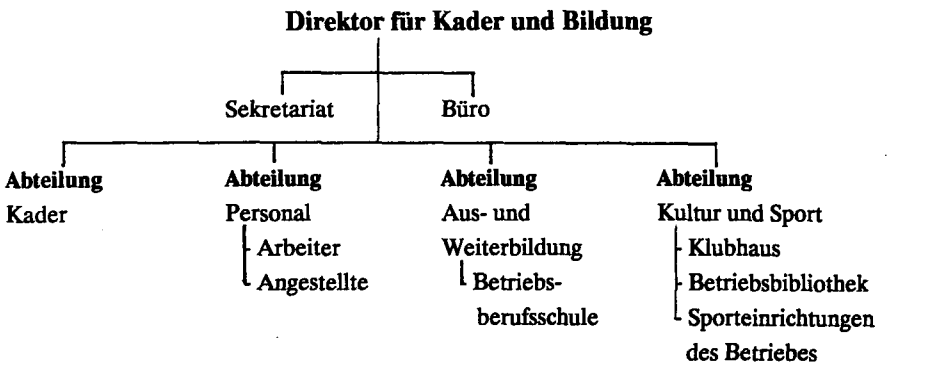 Direktor für Kader und Bildung
Sekretariat
Büro
Abteilung
Kader
Abteilung
Personal
Arbeiter
Angestellte
Abteilung
Aus- und
Weiterbildung
Betriebs-
berufsschule
Abteilung
Kultur und Sport
Klubhaus
Betriebsbibliothek
Sporteinrichtungen
des Betriebes